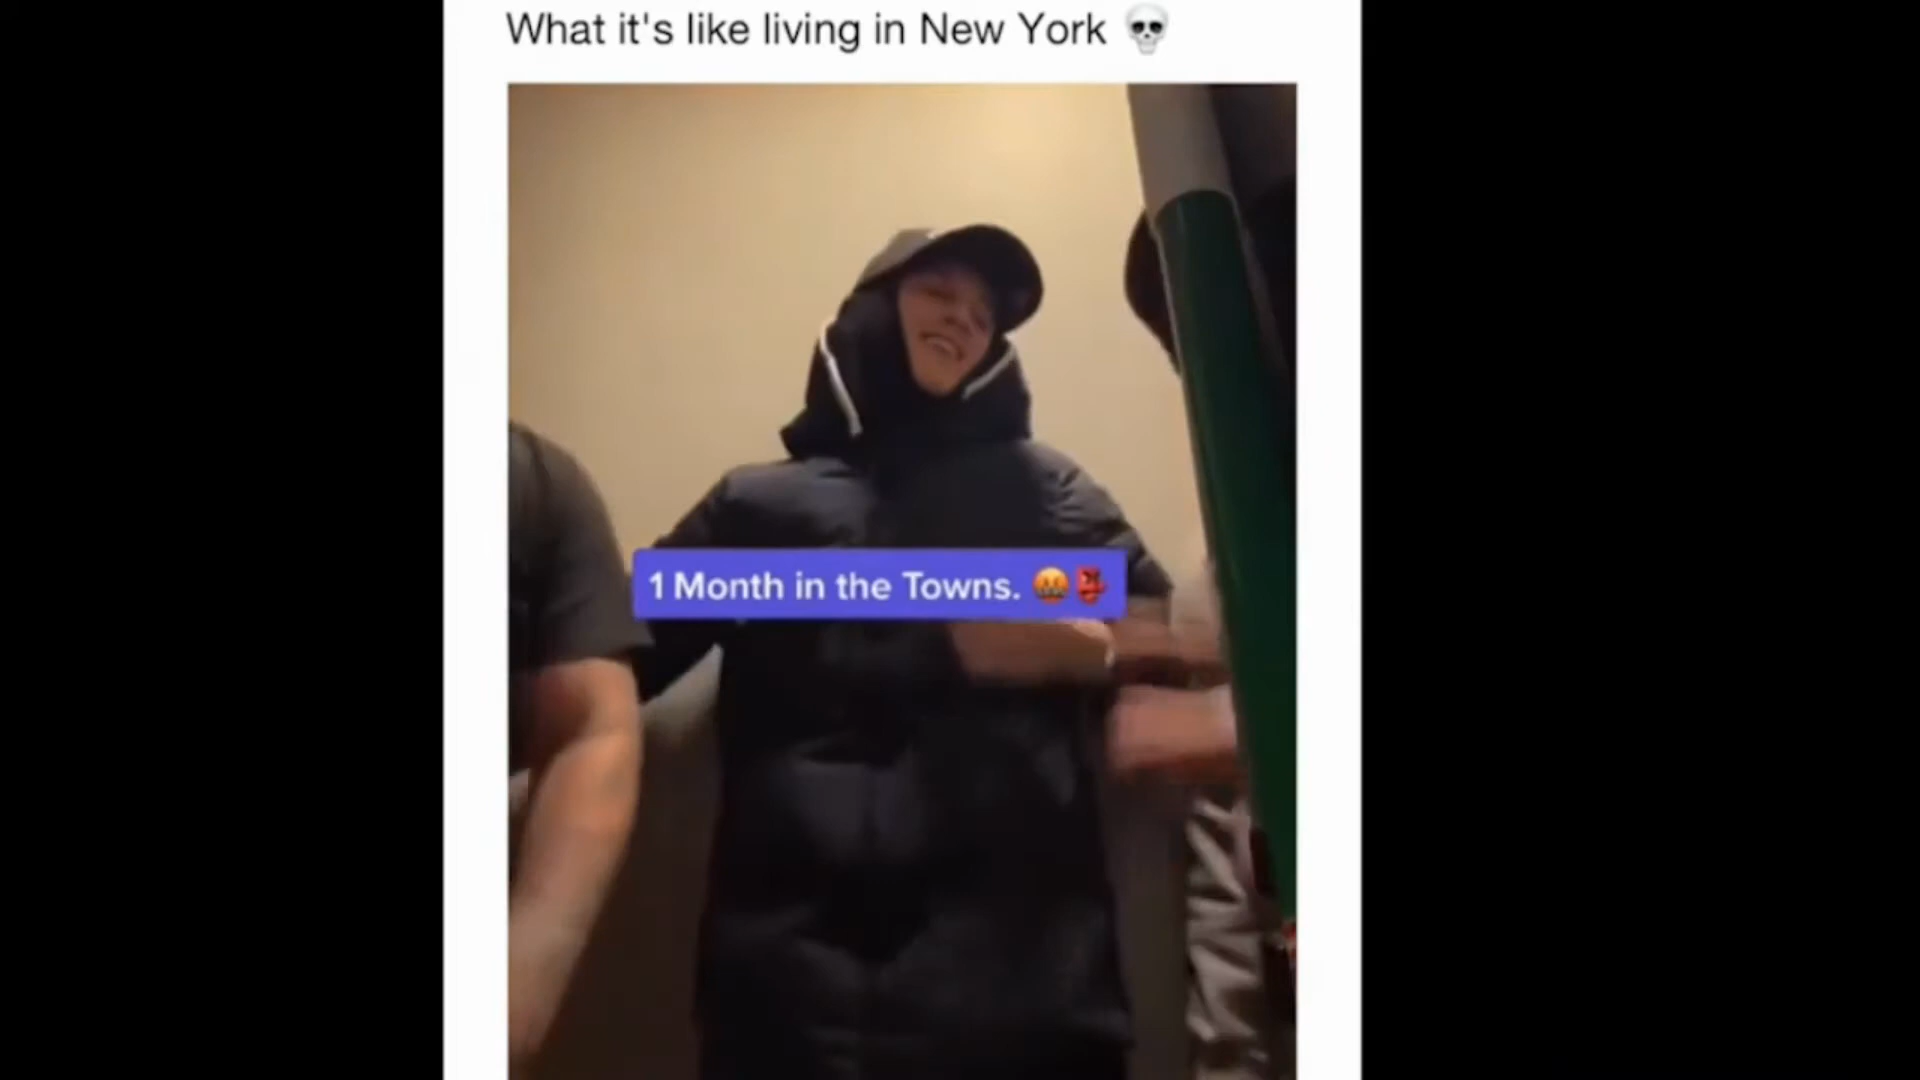 What it's like living in New York 💀
1 Month in the Towns. 🤬👺